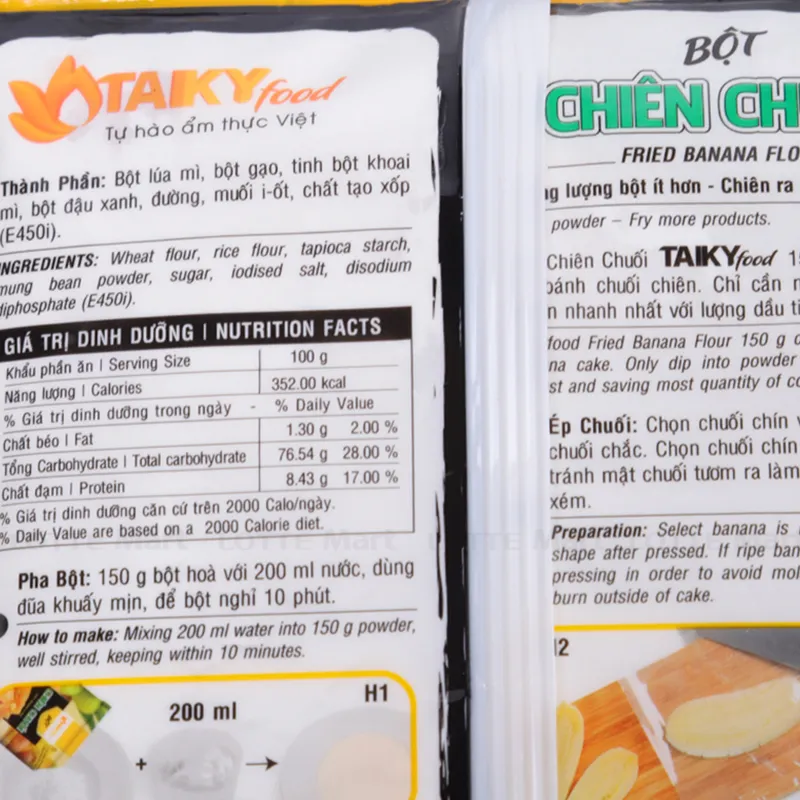 TAIKYfood
Tự hào ẩm thực Việt
Thành Phần: Bột lúa mì, bột gạo, tinh bột khoai
mì, bột đậu xanh, đường, muối i-ốt, chất tạo xốp
(E450i).
INGREDIENTS: Wheat flour, rice flour, tapioca starch,
mung bean powder, sugar, iodised salt, disodium
diphosphate (E450i).
GIÁ TRỊ DINH DƯỠNG | NUTRITION FACTS
Khẩu phần ăn | Serving Size 100 g
Năng lượng | Calories 352.00 kcal
% Giá trị dinh dưỡng trong ngày - % Daily Value
Chất béo | Fat 1.30 g 2.00 %
Tổng Carbohydrate | Total carbohydrate 76.54 g 28.00 %
Chất đạm | Protein 8.43 g 17.00 %
% Giá trị dinh dưỡng căn cứ trên 2000 Calo/ngày.
% Daily Value are based on a 2000 Calorie diet.
Pha Bột: 150 g bột hoà với 200 ml nước, dùng
đũa khuấy mịn, để bột nghỉ 10 phút.
How to make: Mixing 200 ml water into 150 g powder,
well stirred, keeping within 10 minutes.
H1
200 ml
+
BỘT
CHIÊN CH
FRIED BANANA FLO
lượng bột ít hơn - Chiên ra
powder – Fry more products.
Chiên Chuối TAIKYfood 1
bánh chuối chiên. Chỉ cần
nhanh nhất với lượng dầu
food Fried Banana Flour 150 g
cake. Only dip into powder
and saving most quantity of
Ép Chuối: Chọn chuối chín
chuối chắc. Chọn chuối chín
tránh mật chuối tươm ra làm
xém.
Preparation: Select banana is
shape after pressed. If ripe
pressing in order to avoid
burn outside of cake.
LOTTE Mart